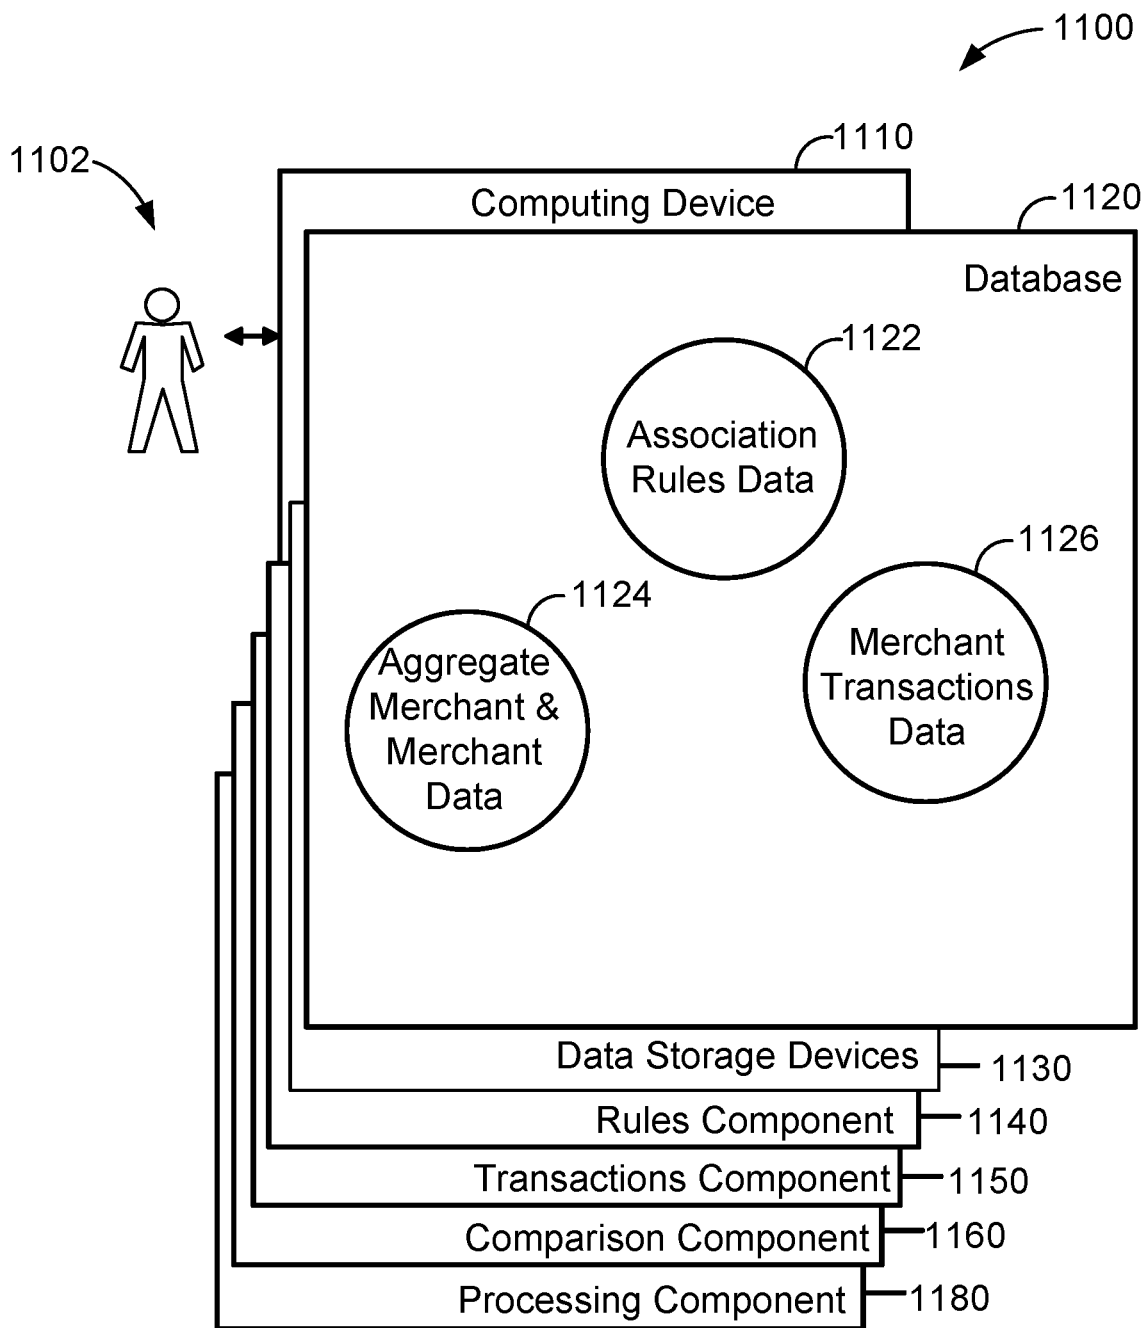 1100
1110
1102
Computing Device
1120
Database
1122
Association
Rules Data
1126
1124
Merchant
Transactions
Data
Aggregate
Merchant &
Merchant
Data
Data Storage Devices
1130
Rules Component
1140
Transactions Component
1150
Comparison Component
1160
Processing Component
1180